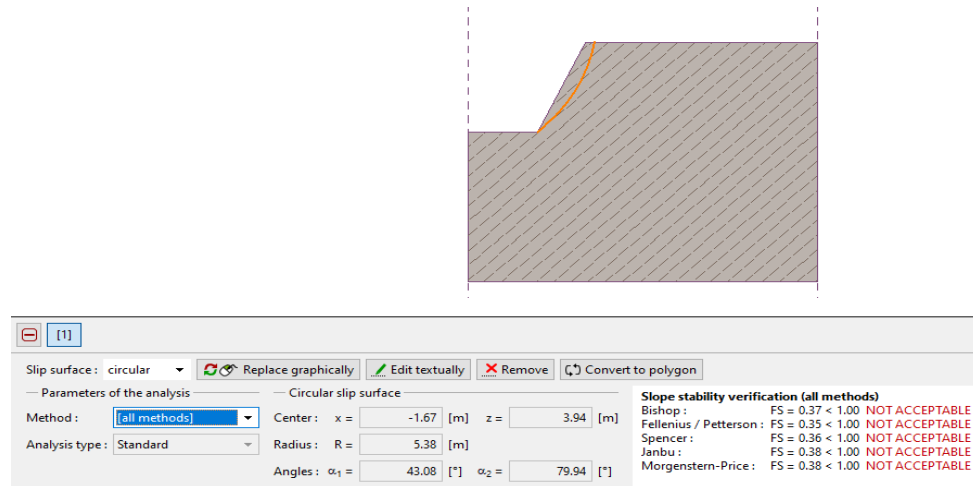 [1]
Slip surface : circular Replace graphically Edit textually Remove Convert to polygon
Parameters of the analysis
Method : [all methods]
Analysis type : Standard
Circular slip surface
Center : x = -1.67 [m] z = 3.94 [m]
Radius : R = 5.38 [m]
Angles : α1 = 43.08 [°] α2 = 79.94 [°]
Slope stability verification (all methods)
Bishop : FS = 0.37 < 1.00 NOT ACCEPTABLE
Fellenius / Petterson : FS = 0.35 < 1.00 NOT ACCEPTABLE
Spencer : FS = 0.36 < 1.00 NOT ACCEPTABLE
Janbu : FS = 0.38 < 1.00 NOT ACCEPTABLE
Morgenstern-Price : FS = 0.38 < 1.00 NOT ACCEPTABLE